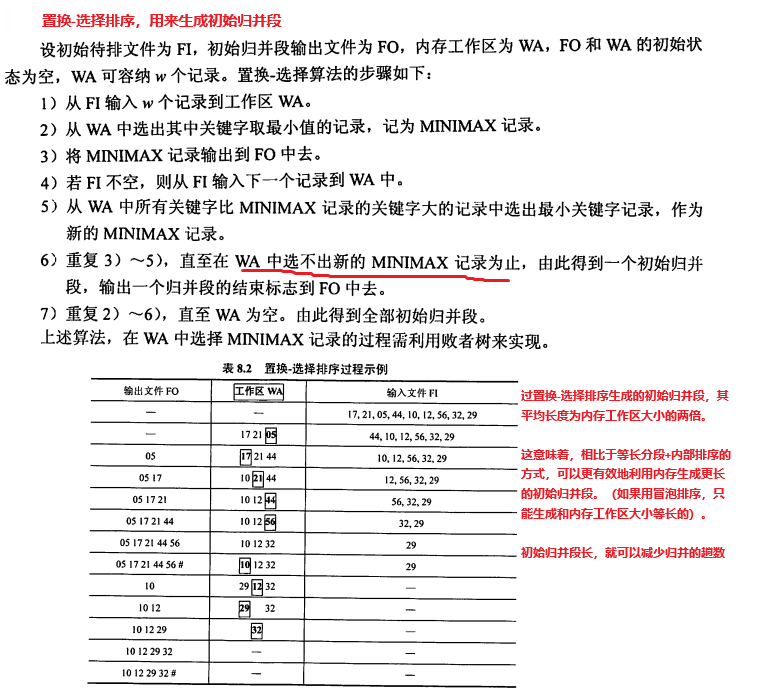 置换-选择排序，用来生成初始归并段
设初始待排文件为 FI，初始归并段输出文件为 FO，内存工作区为 WA，FO 和 WA 的初始状
态为空，WA 可容纳 w 个记录。置换-选择算法的步骤如下：
1）从 FI 输入 w 个记录到工作区 WA。
2）从 WA 中选出其中关键字取最小值的记录，记为 MINIMAX 记录。
3）将 MINIMAX 记录输出到 FO 中去。
4）若 FI 不空，则从 FI 输入下一个记录到 WA 中。
5）从 WA 中所有关键字比 MINIMAX 记录的关键字大的记录中选出最小关键字记录，作为
新的 MINIMAX 记录。
6）重复 3）～5），直至在 WA 中选不出新的 MINIMAX 记录为止，由此得到一个初始归并
段，输出一个归并段的结束标志到 FO 中去。
7）重复 2）～6），直至 WA 为空。由此得到全部初始归并段。
上述算法，在 WA 中选择 MINIMAX 记录的过程需利用败者树来实现。
表 8.2 置换-选择排序过程示例
输出文件 FO 工作区 WA 输入文件 FI
— — 17, 21, 05, 44, 10, 12, 56, 32, 29
— 17 21 05 44, 10, 12, 56, 32, 29
05 17 21 44 10, 12, 56, 32, 29
05 17 10 21 44 12, 56, 32, 29
05 17 21 10 12 44 56, 32, 29
05 17 21 44 10 12 56 32, 29
05 17 21 44 56 10 12 32 29
05 17 21 44 56 # 10 12 32 29
10 29 12 32 —
10 12 29 32 —
10 12 29 32 —
10 12 29 32 — —
10 12 29 32 # — —
过置换-选择排序生成的初始归并段，其
平均长度为内存工作区大小的两倍。
这意味着，相比于等长分段+内部排序的
方式，可以更有效地利用内存生成更长
的初始归并段。（如果用冒泡排序，只
能生成和内存工作区大小等长的）。
初始归并段长，就可以减少归并的趟数